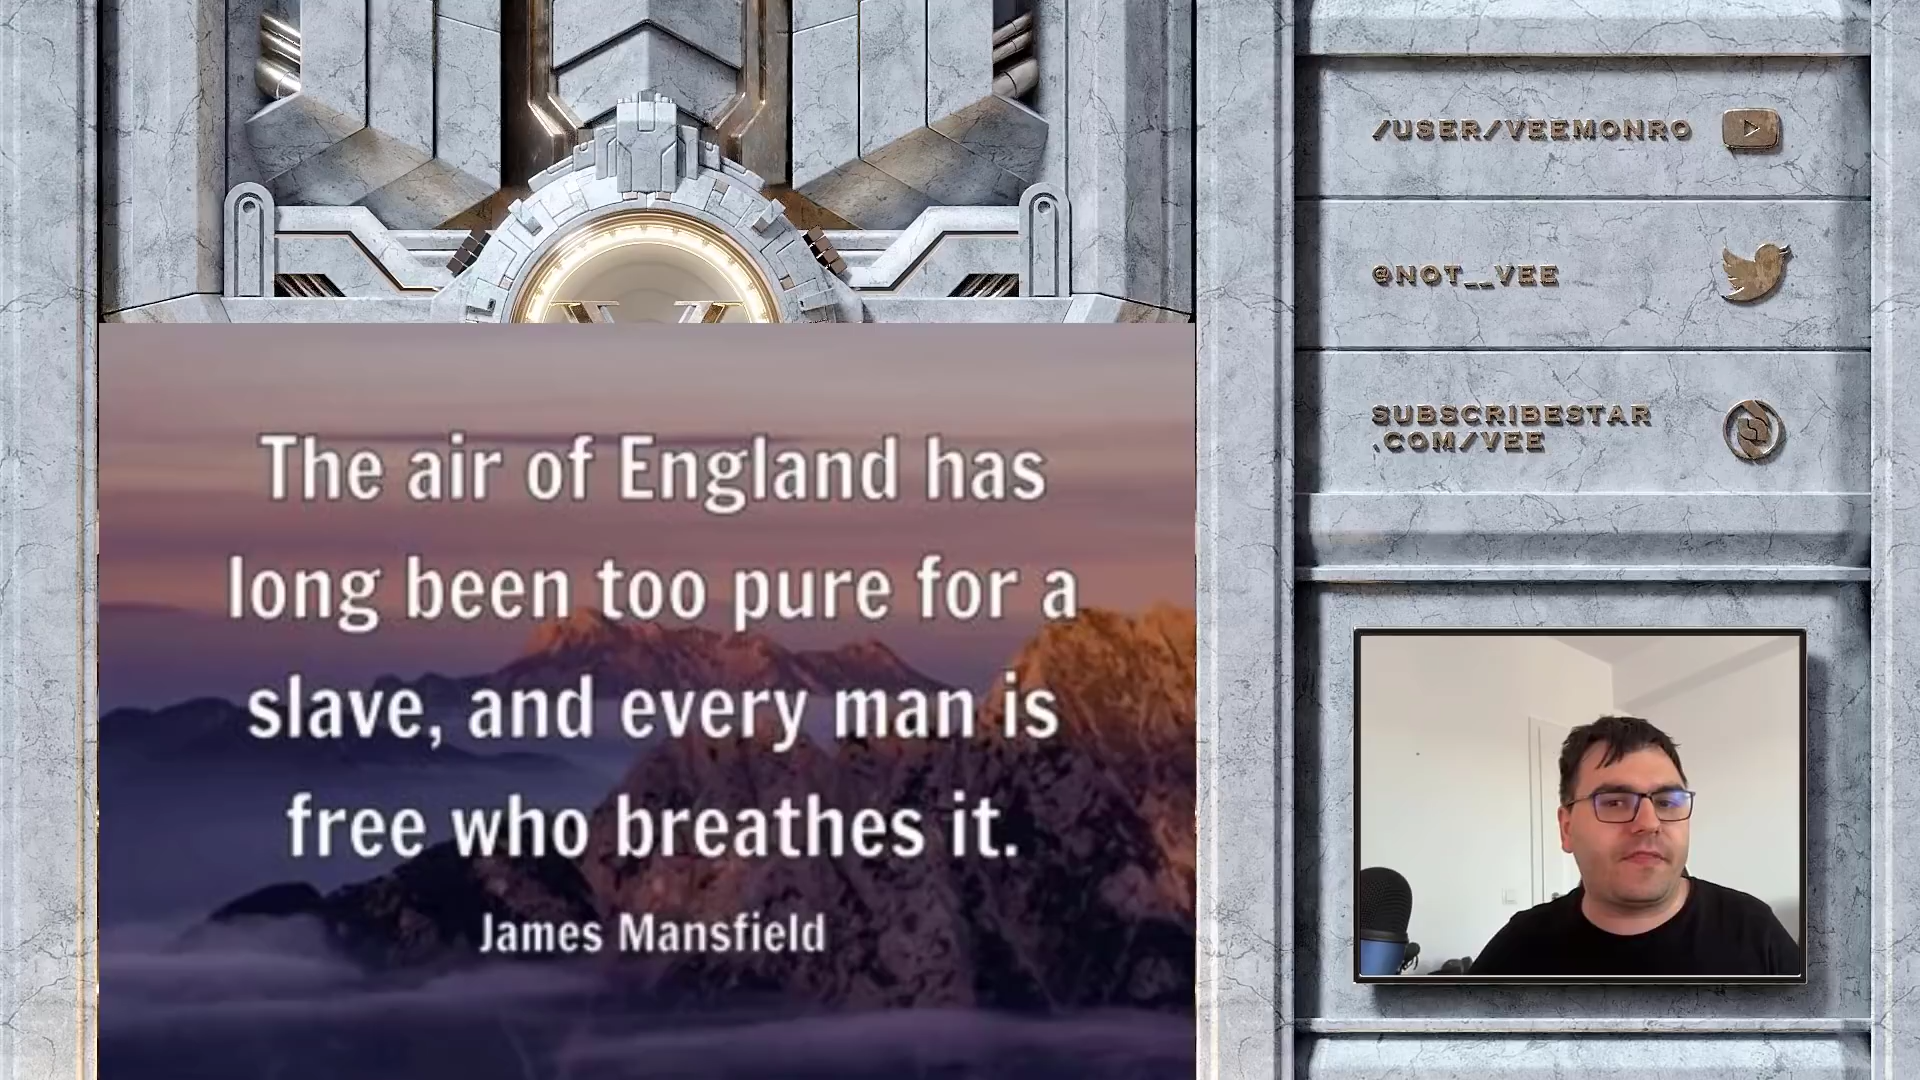 The air of England has
long been too pure for a
slave, and every man is
free who breathes it.
James Mansfield
/USER/VEEMONRO
@NOT__VEE
SUBSCRIBESTAR
.COM/VEE